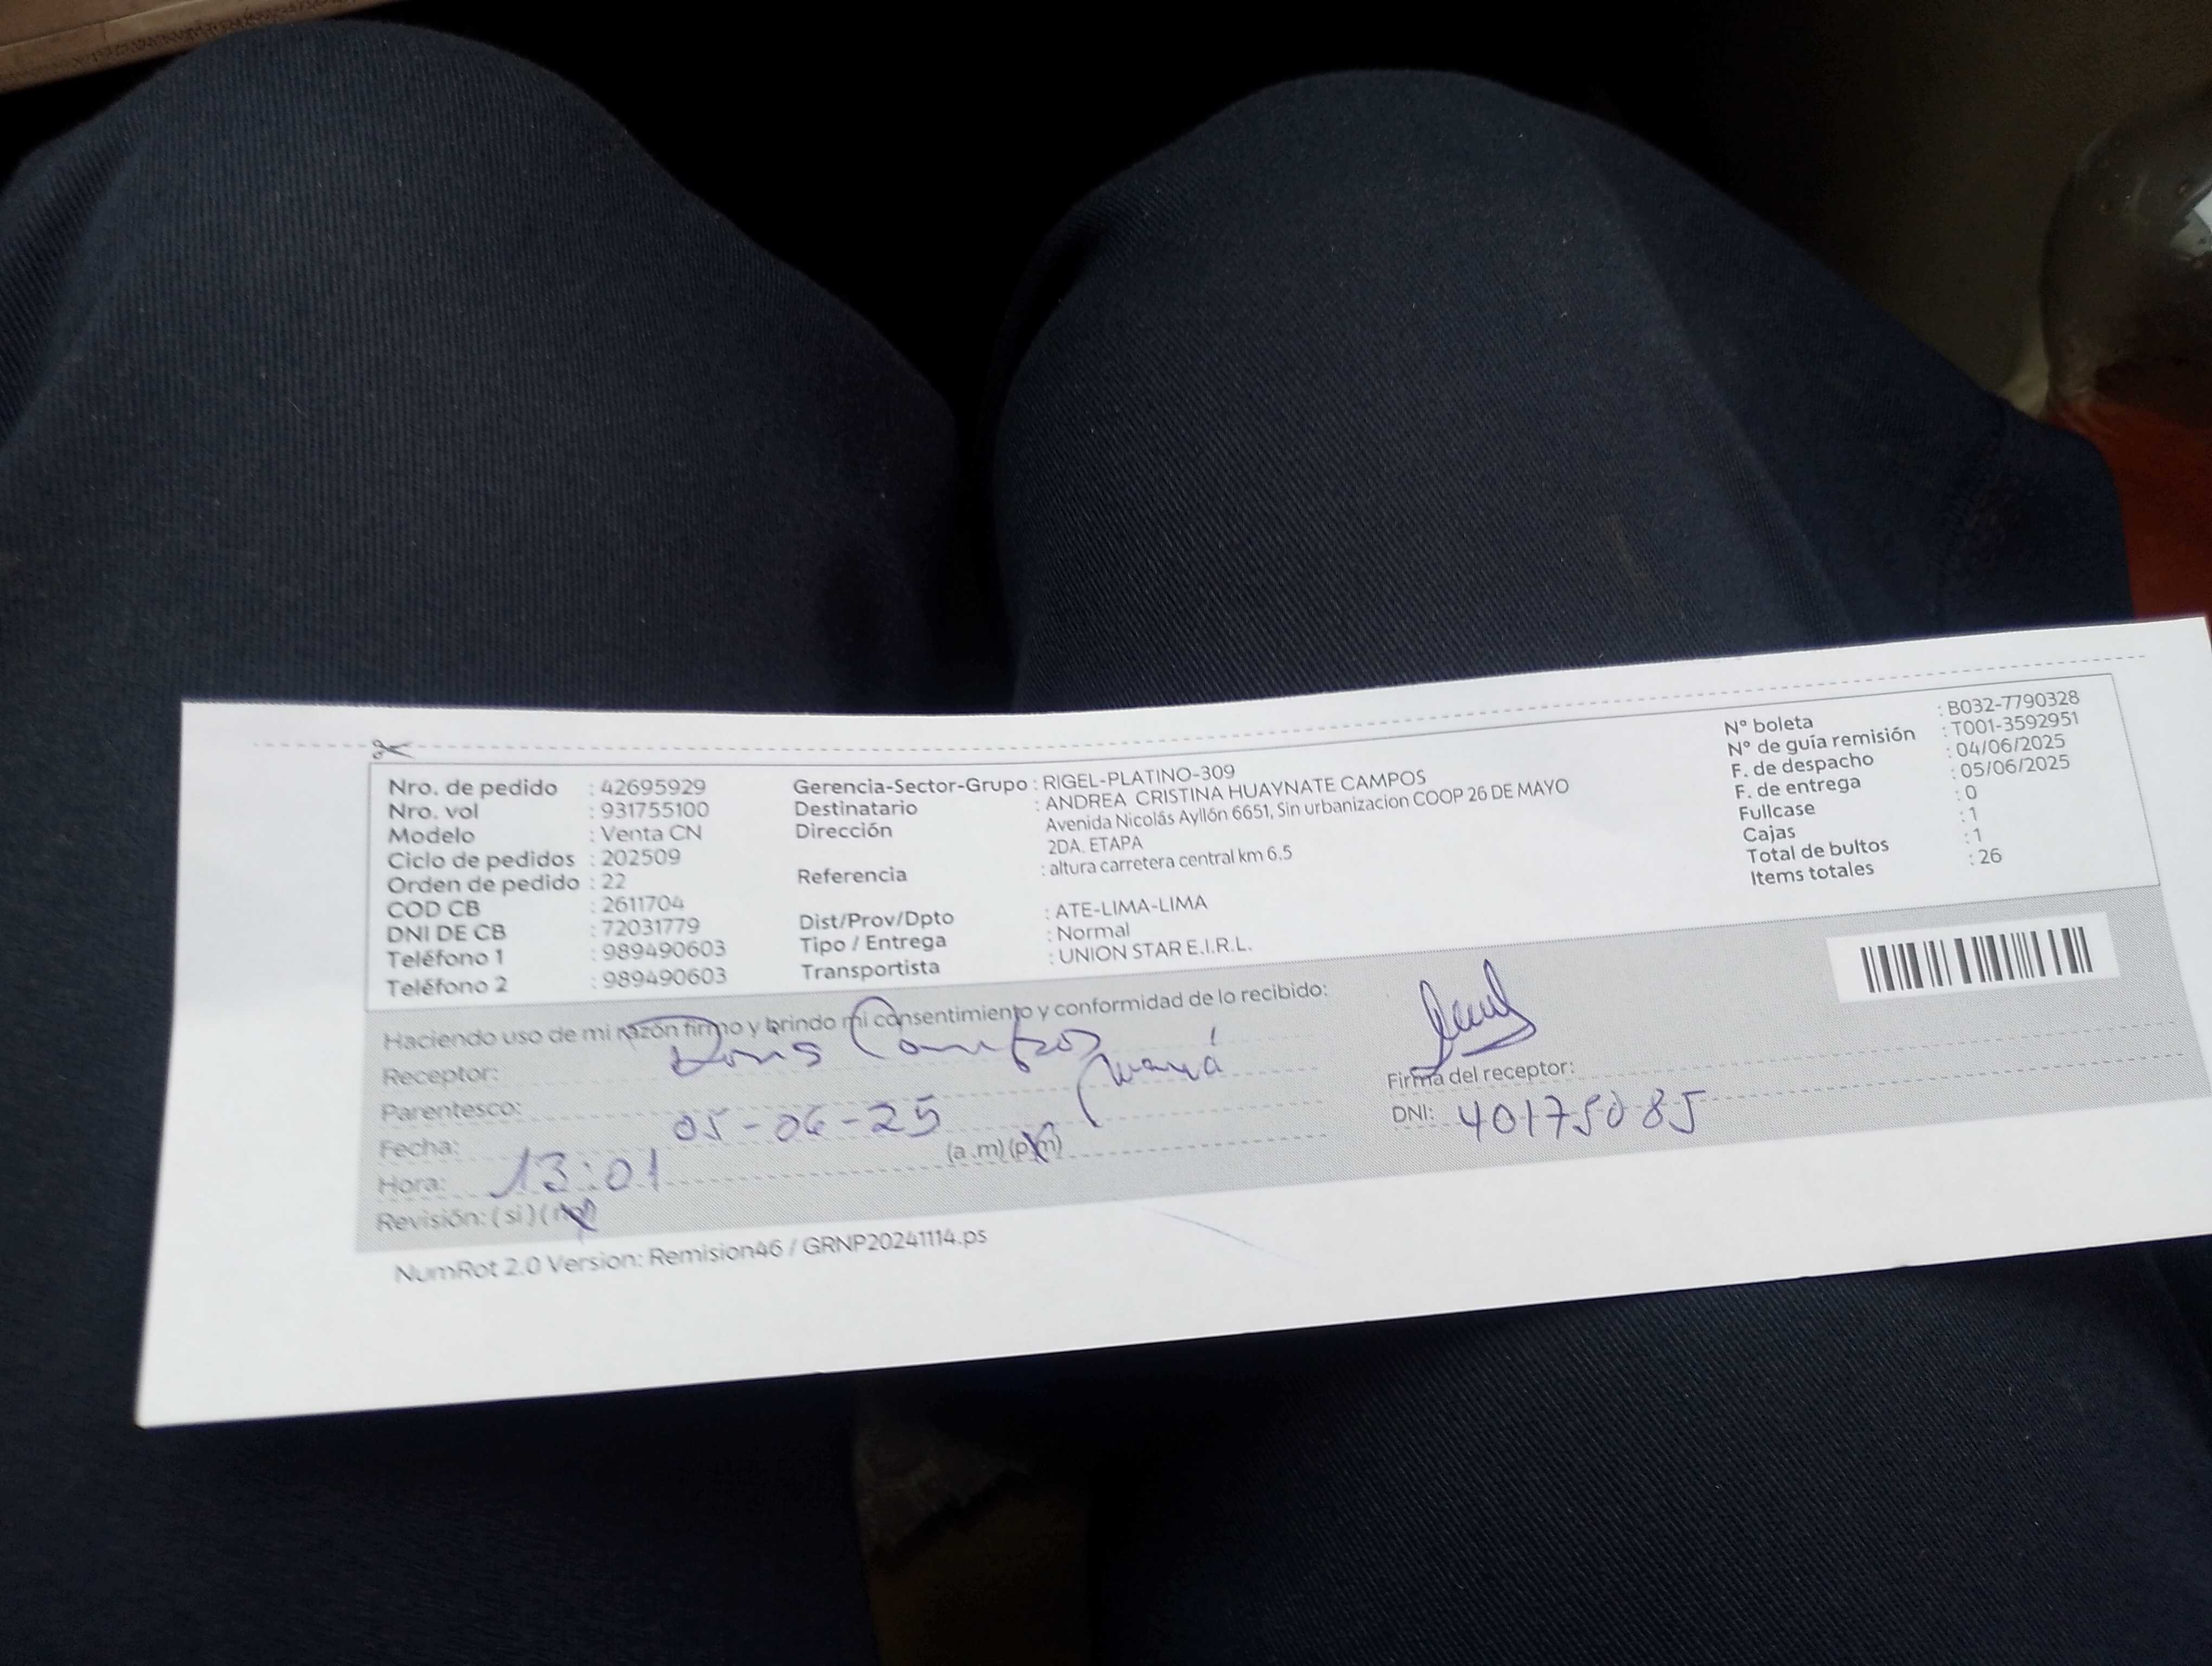 Nro. de pedido : 42695929
Nro. vol : 931755100
Modelo : Venta CN
Ciclo de pedidos : 202509
Orden de pedido : 22
COD CB : 2611704
DNI DE CB : 72031779
Teléfono 1 : 989490603
Teléfono 2 : 989490603
Gerencia-Sector-Grupo : RIGEL-PLATINO-309
Destinatario : ANDREA CRISTINA HUAYNATE CAMPOS
Dirección Avenida Nicolás Ayllón 6651, Sin urbanizacion COOP 26 DE MAYO
2DA. ETAPA
Referencia : altura carretera central km 6.5
Dist/Prov/Dpto : ATE-LIMA-LIMA
Tipo / Entrega : Normal
Transportista : UNION STAR E.I.R.L.
N° boleta : B032-7790328
N° de guía remisión : T001-3592951
F. de despacho : 04/06/2025
F. de entrega : 05/06/2025
Fullcase : 0
Cajas : 1
Total de bultos : 1
Items totales : 26
Haciendo uso de mi razón firmo y brindo mi consentimiento y conformidad de lo recibido:
Receptor: Campos
Parentesco: mamá
Fecha: 05-06-25
Hora: 13:01 (a.m) (pm)
Revisión: (si) (no)
Firma del receptor:
DNI: 40175085
NumRot 2.0 Version: Remision46 / GRNP20241114.ps